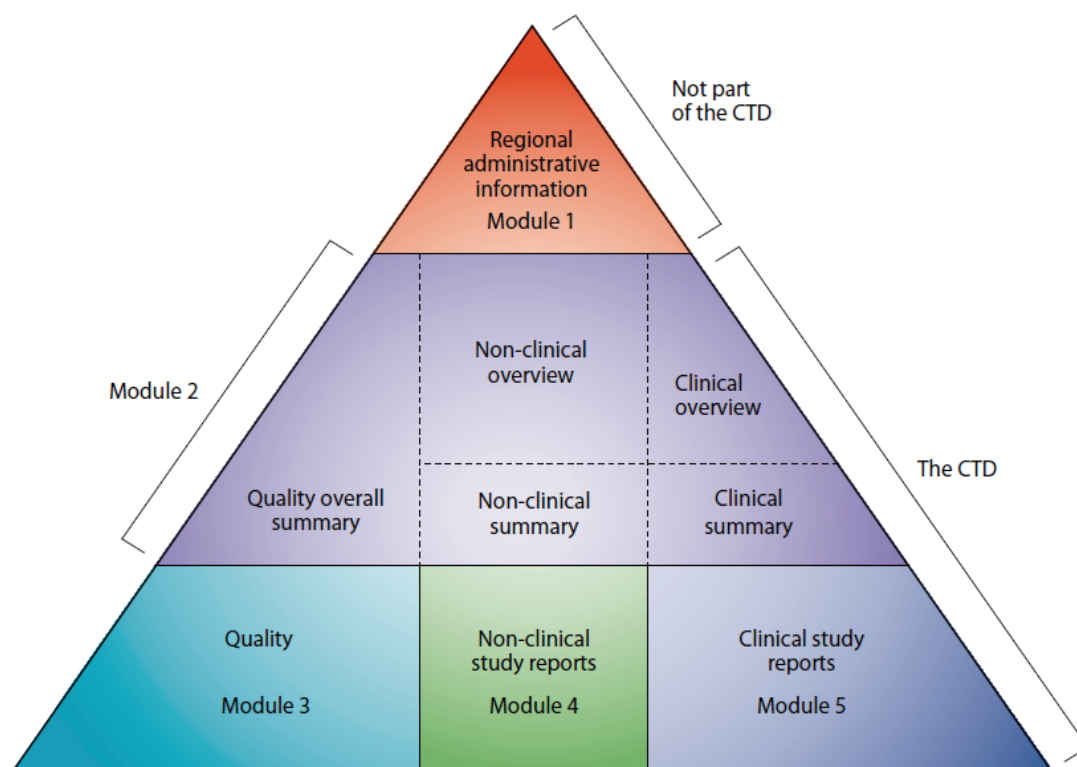 Not part
of the CTD
Regional
administrative
information
Module 1
Module 2
Non-clinical
overview
Clinical
overview
The CTD
Quality overall
summary
Non-clinical
summary
Clinical
summary
Quality
Module 3
Non-clinical
study reports
Module 4
Clinical study
reports
Module 5